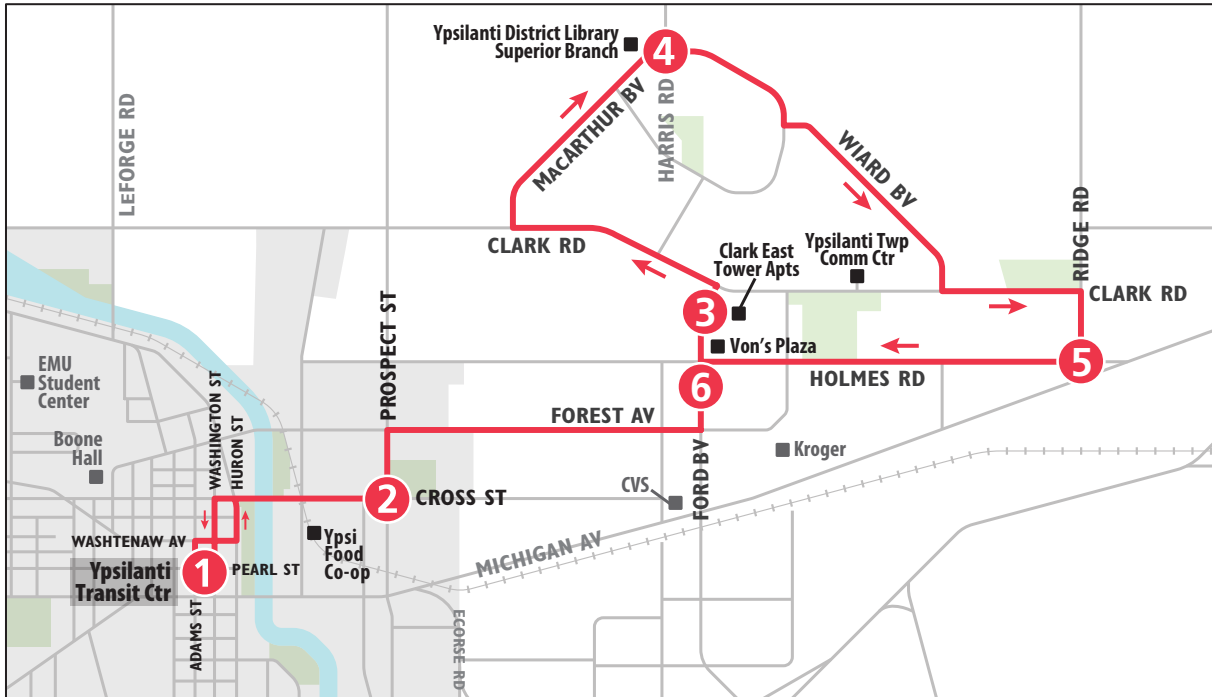 Ypsilanti District Library
Superior Branch
4
LEFORGE RD
MACARTHUR BV
HARRIS RD
WIARD BV
RIDGE RD
CLARK RD
Clark East
Tower Apts
Ypsilanti Twp
Comm Ctr
CLARK RD
3
Von's Plaza
5
HOLMES RD
6
PROSPECT ST
EMU
Student
Center
WASHINGTON ST
HURON ST
FOREST AV
Boone
Hall
Kroger
FORD BV
CVS
2
CROSS ST
WASHTENAW AV
Ypsi
Food
Co-op
MICHIGAN AV
Ypsilanti
Transit Ctr
1
PEARL ST
ADAMS ST
ECORSE RD